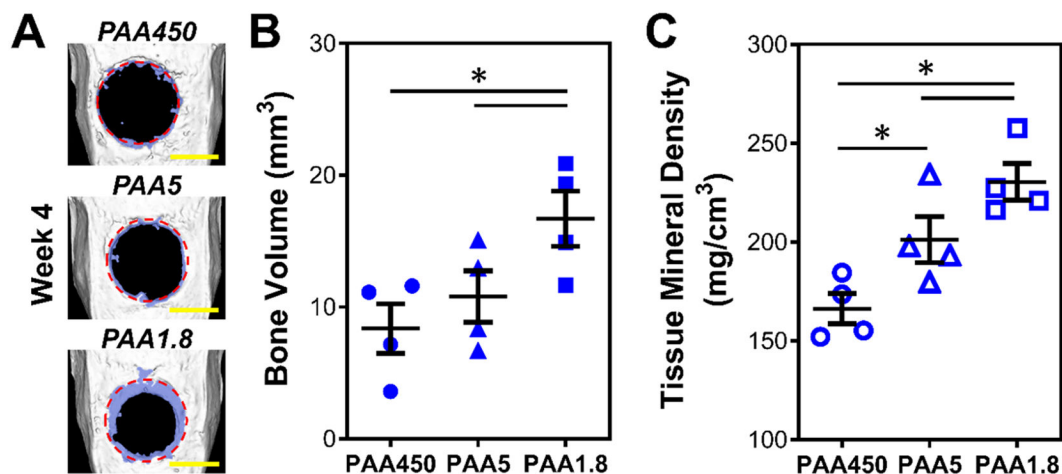 A
PAA450
PAA5
PAA1.8
Week 4
B
Bone Volume (mm³)
30
20
10
0
*
PAA450 PAA5 PAA1.8
C
Tissue Mineral Density
(mg/cm³)
300
250
200
150
100
*
*
PAA450 PAA5 PAA1.8